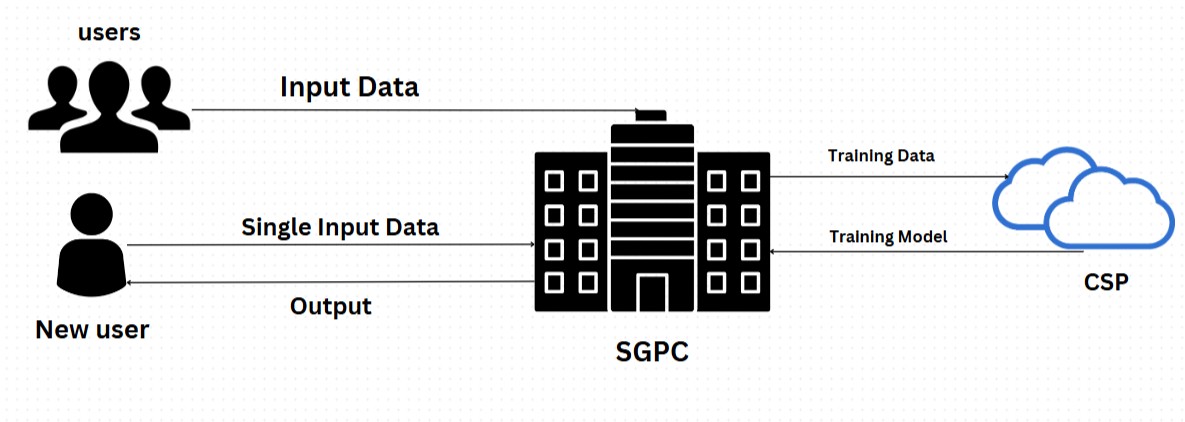 users
Input Data
Training Data
Single Input Data
Training Model
CSP
Output
New user
SGPC